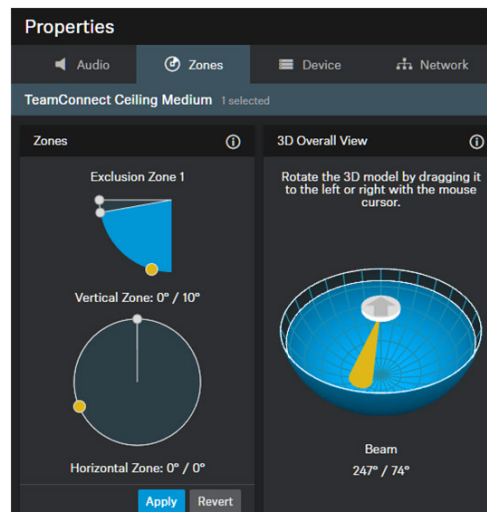 Properties
Audio
Zones
Device
Network
TeamConnect Ceiling Medium 1 selected
Zones
Exclusion Zone 1
Vertical Zone: 0° / 10°
Horizontal Zone: 0° / 0°
Apply
Revert
3D Overall View
Rotate the 3D model by dragging it
to the left or right with the mouse
cursor.
Beam
247° / 74°